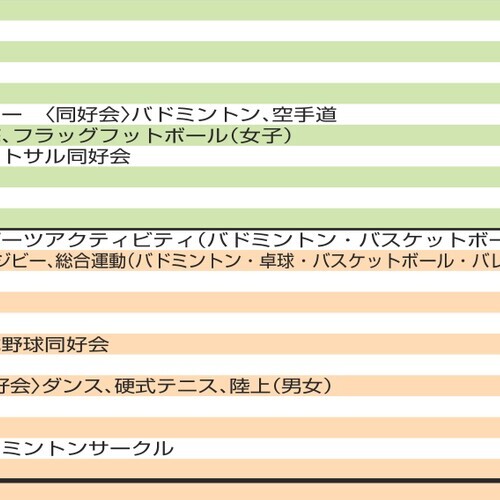 ー 〈同好会〉バドミントン、空手道
、フラッグフットボール（女子）
トサル同好会
ーツアクティビティ（バドミントン・バスケットボー
ジビー、総合運動（バドミントン・卓球・バスケットボール・バレ
野球同好会
好会〉ダンス、硬式テニス、陸上（男女）
ミントンサークル